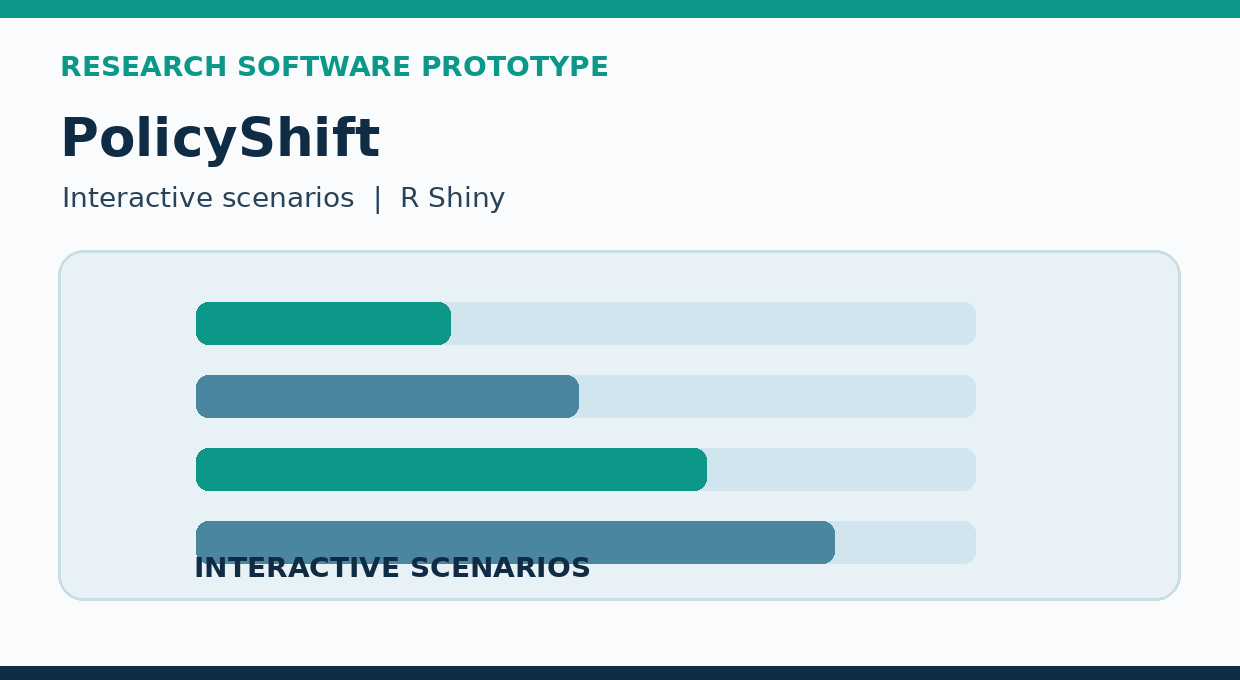 RESEARCH SOFTWARE PROTOTYPE
PolicyShift
Interactive scenarios | R Shiny
INTERACTIVE SCENARIOS